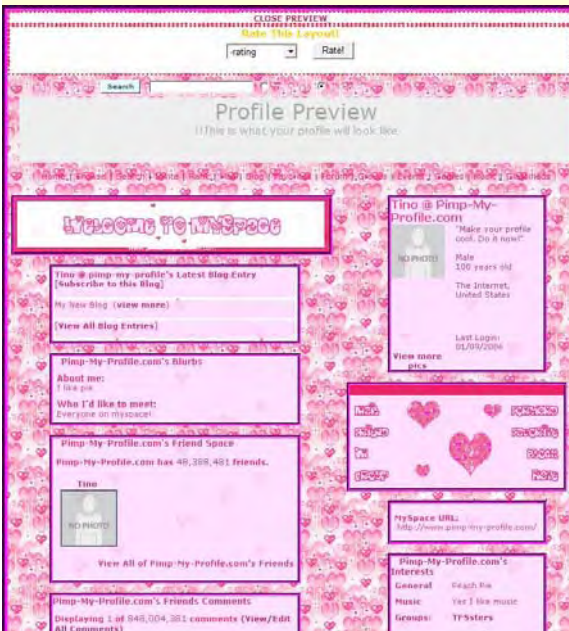 CLOSE PREVIEW
Rate This Layout!
-rating
Rate!
Search
Profile Preview
!!This is what your profile will look like
WELCOME TO MYSPACE
Tino @ pimp-my-profile's Latest Blog Entry
[Subscribe to this Blog]
My New Blog (view more)
[View All Blog Entries]
Pimp-My-Profile.com's Blurbs
About me:
I like pie
Who I'd like to meet:
Everyone on myspace!
Pimp-My-Profile.com's Friend Space
Pimp-My-Profile.com has 48,388,481 friends.
Tino
NO PHOTO
View All of Pimp-My-Profile.com's Friends
Pimp-My-Profile.com's Friends Comments
Displaying 1 of 848,004,381 comments (View/Edit
All Comments)
Tino @ Pimp-My-
Profile.com
NO PHOTO
"Make your profile
cool. Do it now!"
Male
100 years old
The Internet,
United States
Last Login:
01/09/2006
View more
pics
MySpace URL:
http://www.pimp-my-profile.com/
Pimp-My-Profile.com's
Interests
General Peach Pie
Music Yes I like music
Groups: TPSsters